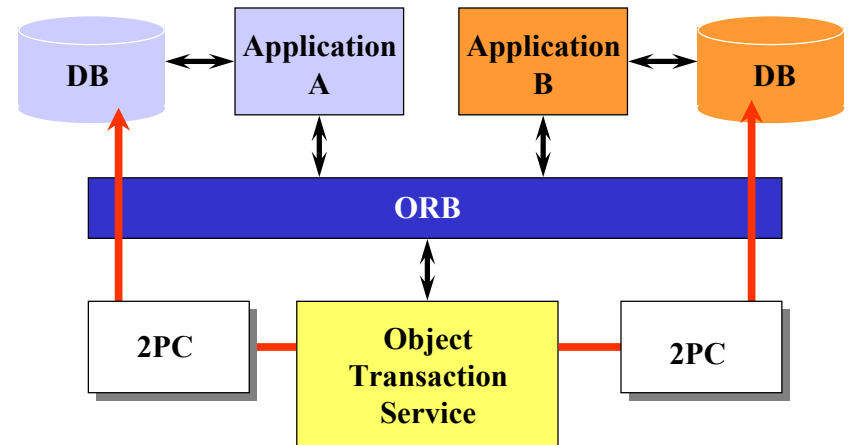 DB
Application
A
Application
B
DB
ORB
2PC
Object
Transaction
Service
2PC